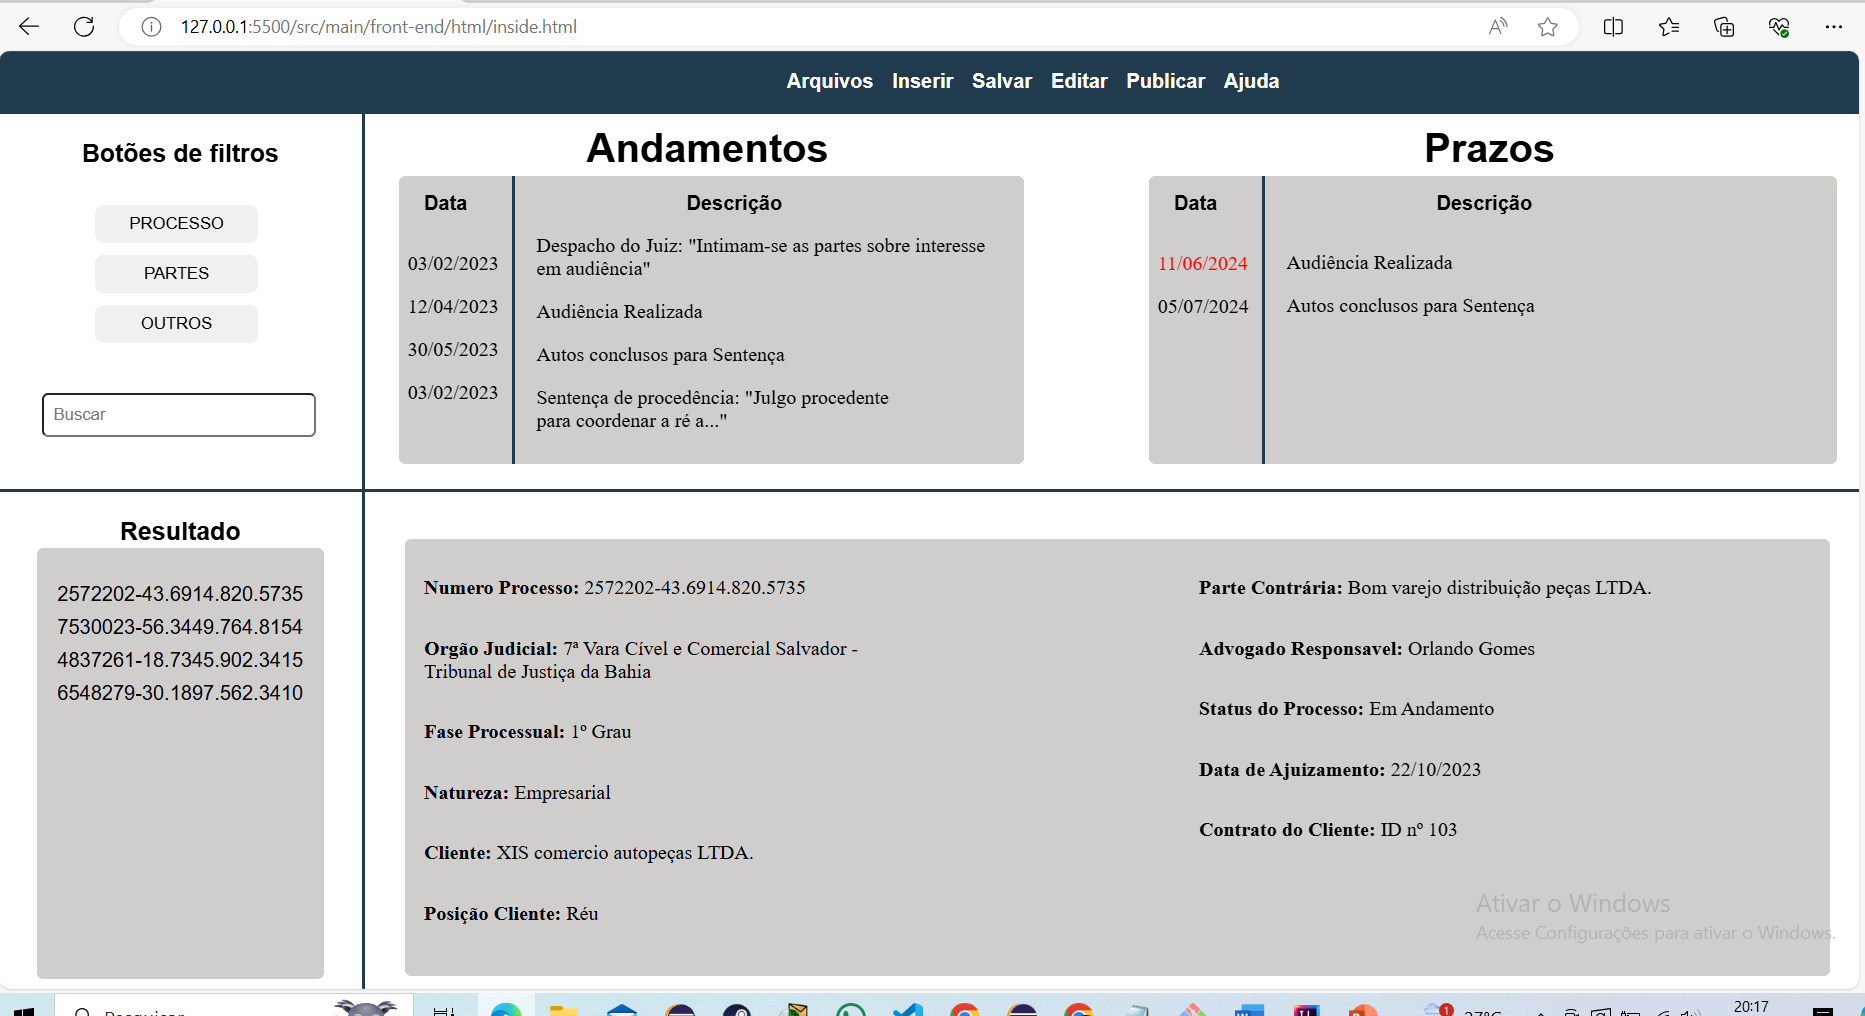 127.0.0.1:5500/src/main/front-end/html/inside.html
Arquivos Inserir Salvar Editar Publicar Ajuda
Botões de filtros
PROCESSO
PARTES
OUTROS
Buscar
Andamentos
Data Descrição
03/02/2023 Despacho do Juiz: "Intimam-se as partes sobre interesse
em audiência"
12/04/2023 Audiência Realizada
30/05/2023 Autos conclusos para Sentença
03/02/2023 Sentença de procedência: "Julgo procedente
para coordenar a ré a..."
Prazos
Data Descrição
11/06/2024 Audiência Realizada
05/07/2024 Autos conclusos para Sentença
Resultado
2572202-43.6914.820.5735
7530023-56.3449.764.8154
4837261-18.7345.902.3415
6548279-30.1897.562.3410
Numero Processo: 2572202-43.6914.820.5735
Orgão Judicial: 7ª Vara Cível e Comercial Salvador -
Tribunal de Justiça da Bahia
Fase Processual: 1º Grau
Natureza: Empresarial
Cliente: XIS comercio autopeças LTDA.
Posição Cliente: Réu
Parte Contrária: Bom varejo distribuição peças LTDA.
Advogado Responsavel: Orlando Gomes
Status do Processo: Em Andamento
Data de Ajuizamento: 22/10/2023
Contrato do Cliente: ID nº 103
Ativar o Windows
Acesse Configurações para ativar o Windows.
Pesquisar
1
27°C
20:17